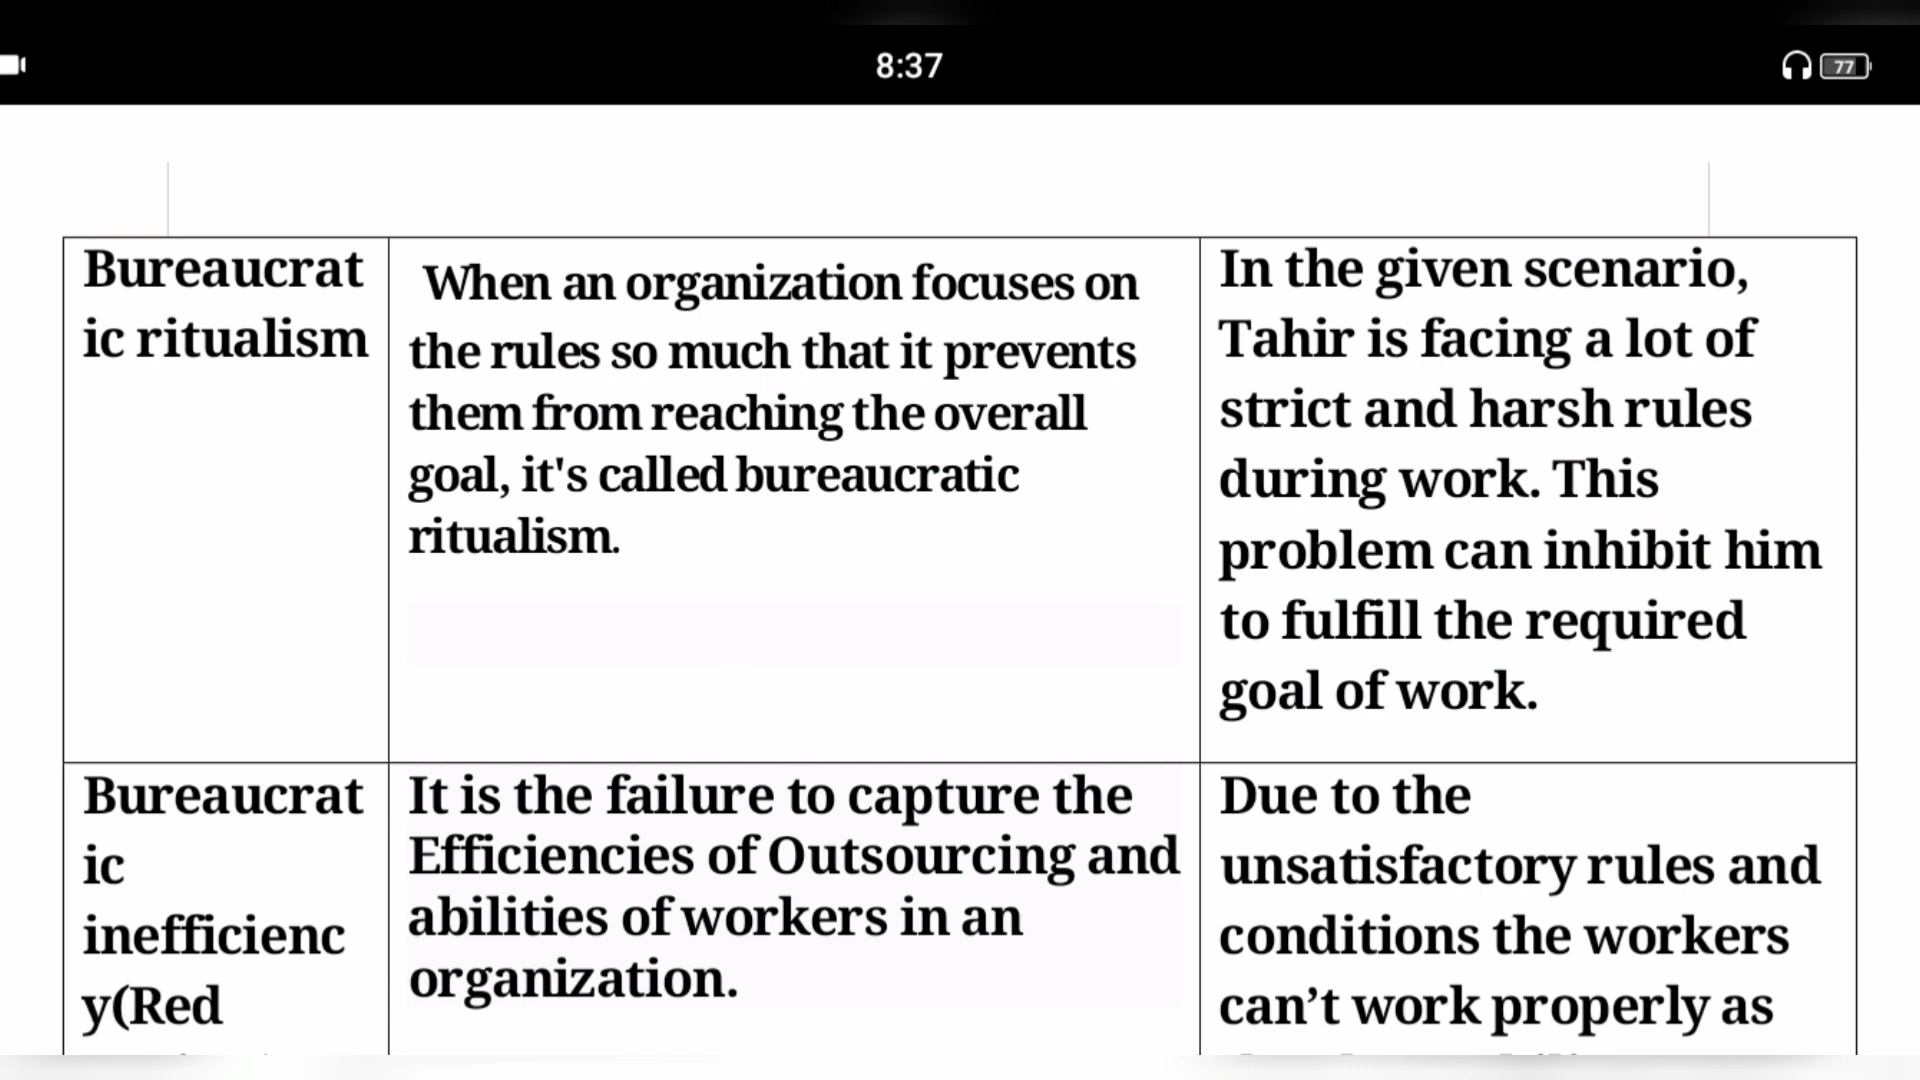 8:37
77
Bureaucrat
ic ritualism
When an organization focuses on
the rules so much that it prevents
them from reaching the overall
goal, it's called bureaucratic
ritualism.
In the given scenario,
Tahir is facing a lot of
strict and harsh rules
during work. This
problem can inhibit him
to fulfill the required
goal of work.
Bureaucrat
ic
inefficienc
y(Red
It is the failure to capture the
Efficiencies of Outsourcing and
abilities of workers in an
organization.
Due to the
unsatisfactory rules and
conditions the workers
can’t work properly as